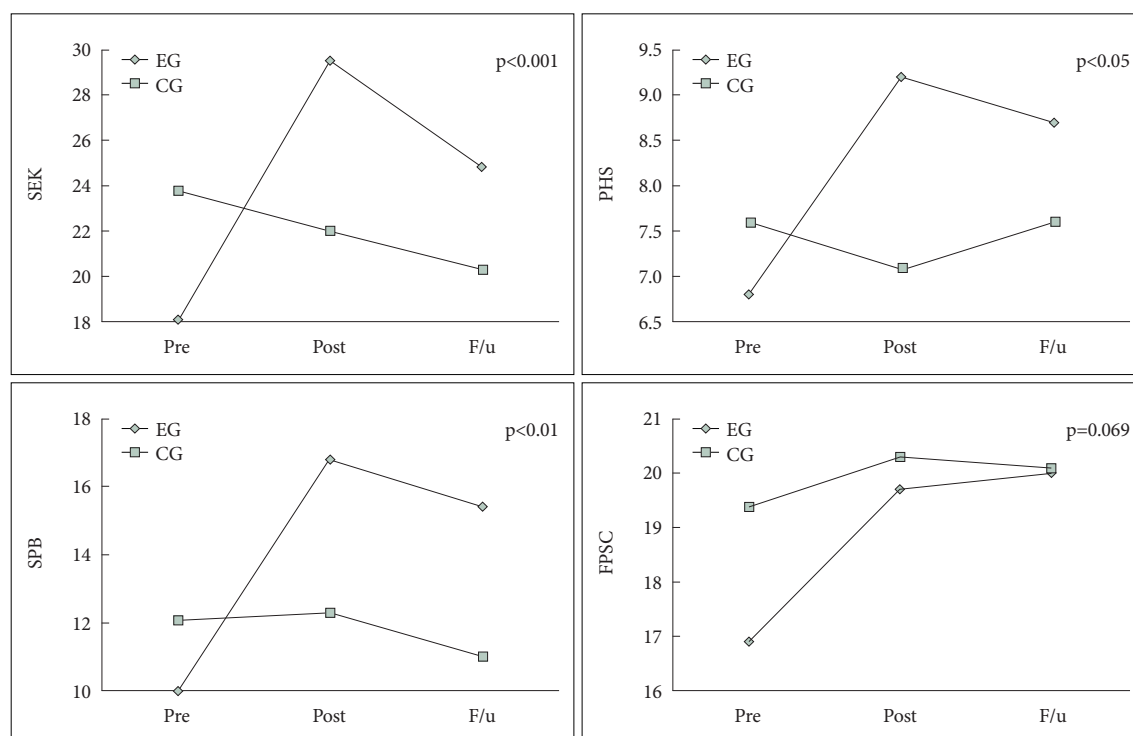 30
28
26
24
22
20
18
SEK
EG
CG
p<0.001
Pre
Post
F/u
9.5
9.0
8.5
8.0
7.5
7.0
6.5
PHS
EG
CG
p<0.05
Pre
Post
F/u
18
16
14
12
10
SPB
EG
CG
p<0.01
Pre
Post
F/u
21
20
19
18
17
16
FPSC
EG
CG
p=0.069
Pre
Post
F/u